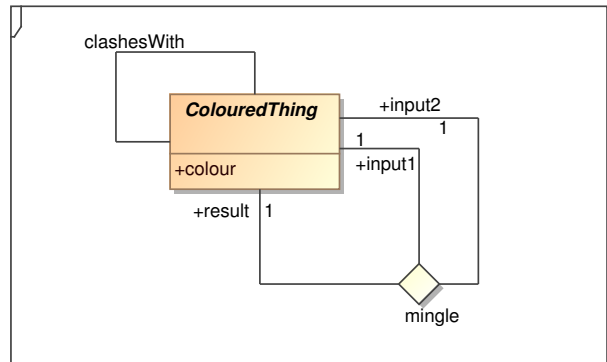 clashesWith
ColouredThing
+colour
+input2
1
1
+input1
+result
1
mingle